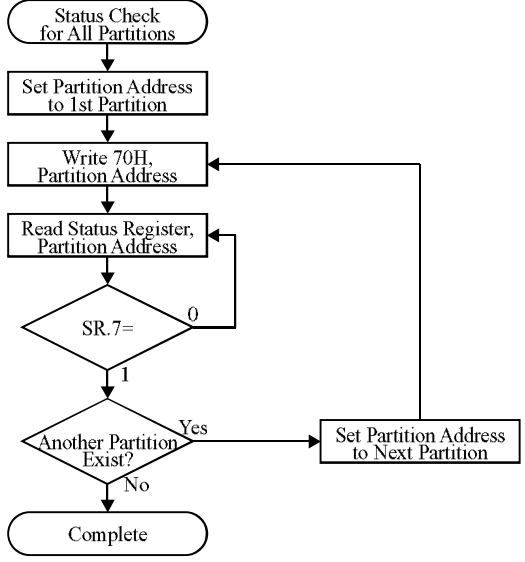 Status Check
for All Partitions
Set Partition Address
to 1st Partition
Write 70H,
Partition Address
Read Status Register,
Partition Address
SR.7=
0
1
Another Partition
Exist?
Yes
Set Partition Address
to Next Partition
No
Complete